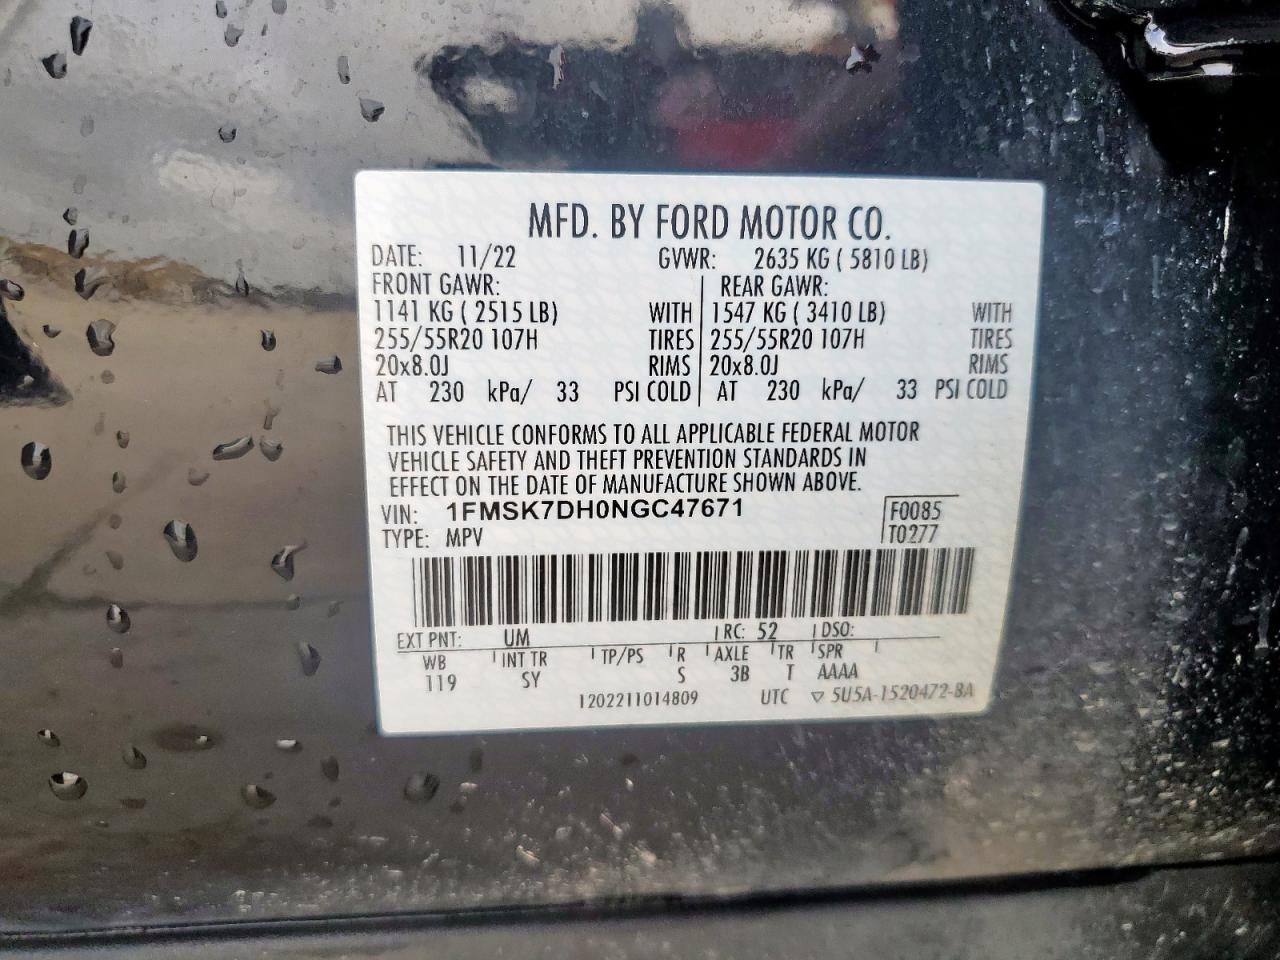 MFD. BY FORD MOTOR CO.
DATE: 11/22 GVWR: 2635 KG ( 5810 LB)
FRONT GAWR: REAR GAWR:
1141 KG ( 2515 LB) WITH 1547 KG ( 3410 LB) WITH
255/55R20 107H TIRES 255/55R20 107H TIRES
20x8.0J RIMS 20x8.0J RIMS
AT 230 kPa/ 33 PSI COLD AT 230 kPa/ 33 PSI COLD
THIS VEHICLE CONFORMS TO ALL APPLICABLE FEDERAL MOTOR
VEHICLE SAFETY AND THEFT PREVENTION STANDARDS IN
EFFECT ON THE DATE OF MANUFACTURE SHOWN ABOVE.
VIN: 1FMSK7DH0NGC47671 F0085
TYPE: MPV T0277
EXT PNT: UM RC: 52 DSO:
WB INT TR TP/PS R AXLE TR SPR
119 SY S 3B T AAAA
1202211014809 UTC ▽ 5U5A-1520472-BA